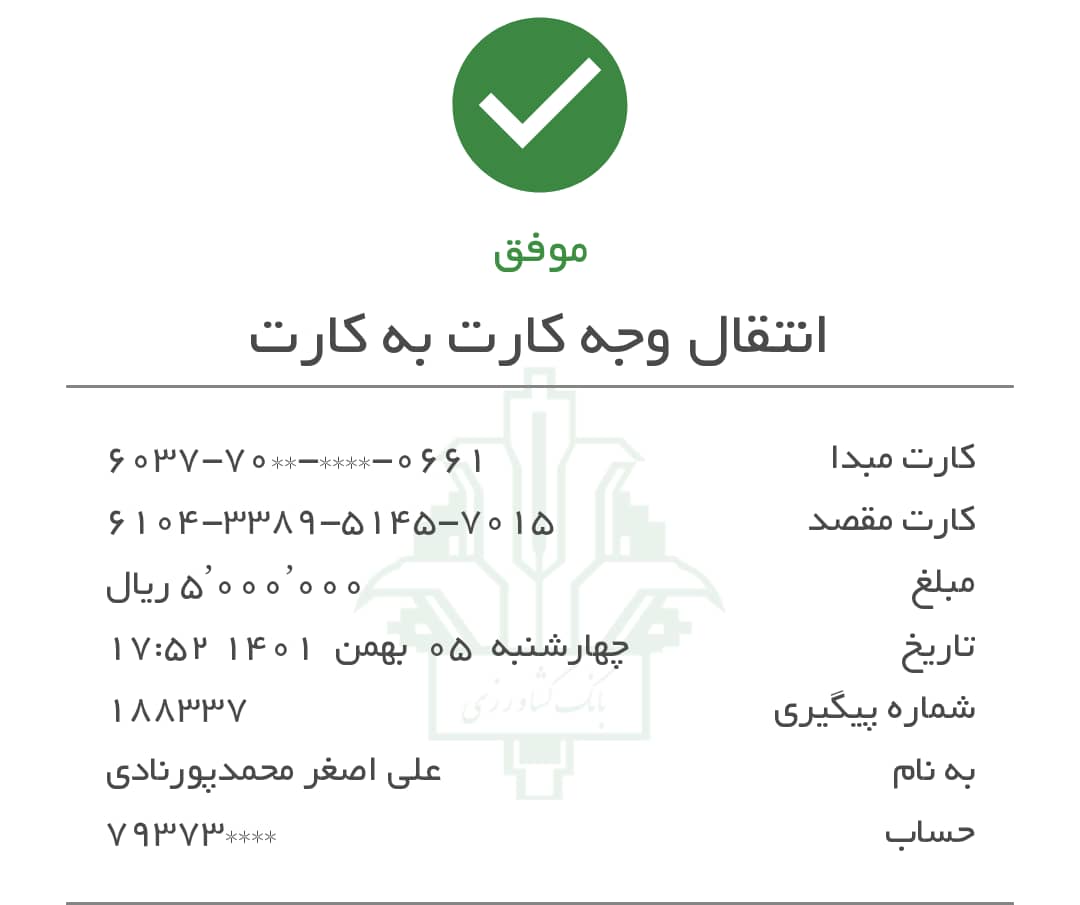 موفق
انتقال وجه کارت به کارت
کارت مبدا ۶۰۳۷-۷۰**-****-۰۶۶۱
کارت مقصد ۶۱۰۴-۳۳۸۹-۵۱۴۵-۷۰۱۵
مبلغ ۵٬۰۰۰٬۰۰۰ ریال
تاریخ چهارشنبه ۰۵ بهمن ۱۴۰۱ ۱۷:۵۲
شماره پیگیری ۱۸۸۳۳۷
به نام علی اصغر محمدپورنادی
حساب ۷۹۳۷۳****
بانک کشاورزی